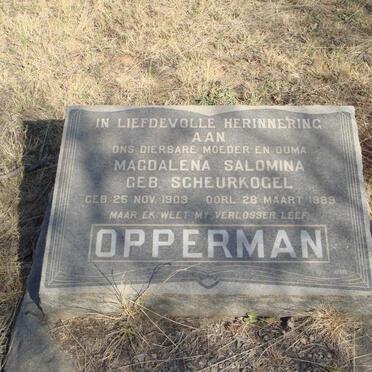 IN LIEFDEVOLLE HERINNERING
AAN
ONS DIERBARE MOEDER EN OUMA
MAGDALENA SALOMINA
GEB. SCHEURKOGEL
GEB. 25 NOV. 1903 OORL. 28 MAART 1989
MAAR EK WEET MY VERLOSSER LEEF
OPPERMAN